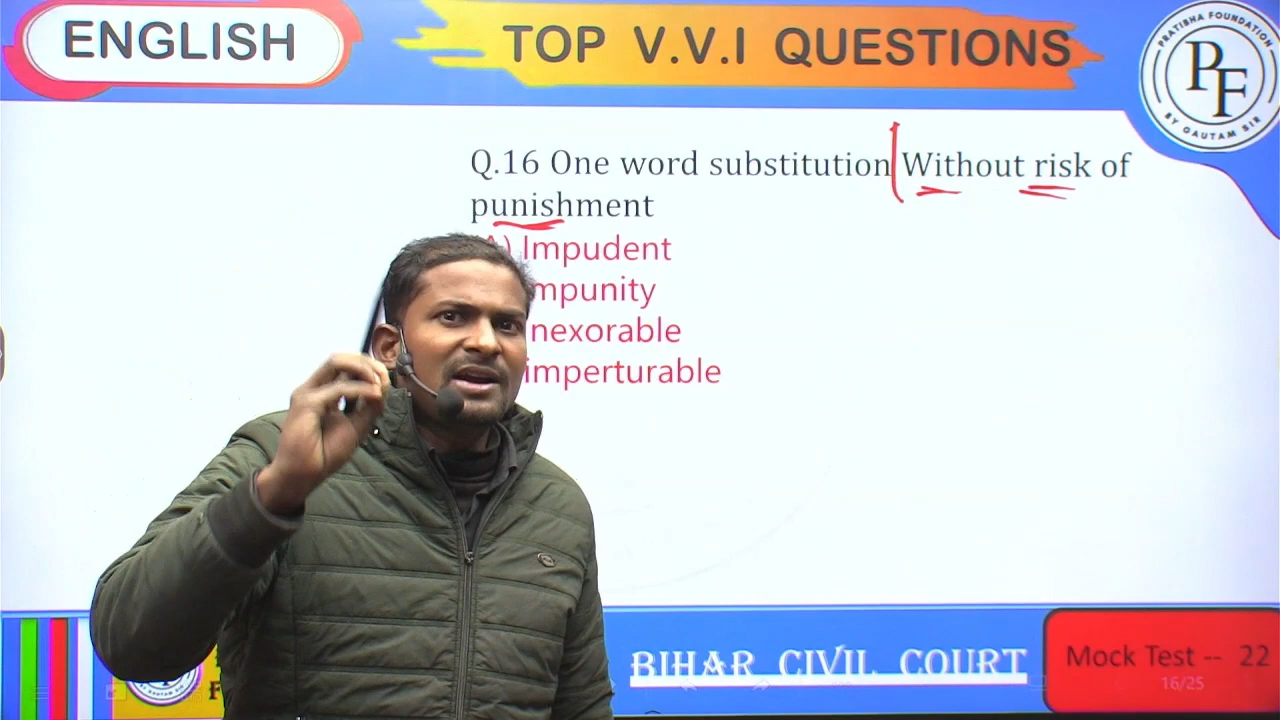 ENGLISH
TOP V.V.I QUESTIONS
PRATIBHA FOUNDATION
PF
BY GAUTAM SIR
Q.16 One word substitution Without risk of
punishment
A) Impudent
mpunity
nexorable
imperturable
BIHAR CIVIL COURT
Mock Test -- 22
16/25